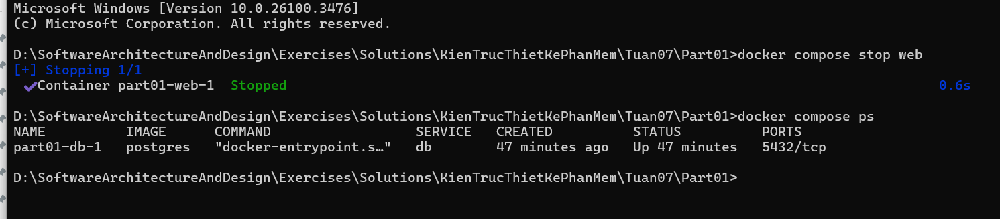 Microsoft Windows [Version 10.0.26100.3476]
(c) Microsoft Corporation. All rights reserved.
D:\SoftwareArchitectureAndDesign\Exercises\Solutions\KienTrucThietKePhanMem\Tuan07\Part01>docker compose stop web
[+] Stopping 1/1
✔Container part01-web-1  Stopped 0.6s
D:\SoftwareArchitectureAndDesign\Exercises\Solutions\KienTrucThietKePhanMem\Tuan07\Part01>docker compose ps
NAME IMAGE COMMAND SERVICE CREATED STATUS PORTS
part01-db-1 postgres "docker-entrypoint.s…" db 47 minutes ago Up 47 minutes 5432/tcp
D:\SoftwareArchitectureAndDesign\Exercises\Solutions\KienTrucThietKePhanMem\Tuan07\Part01>